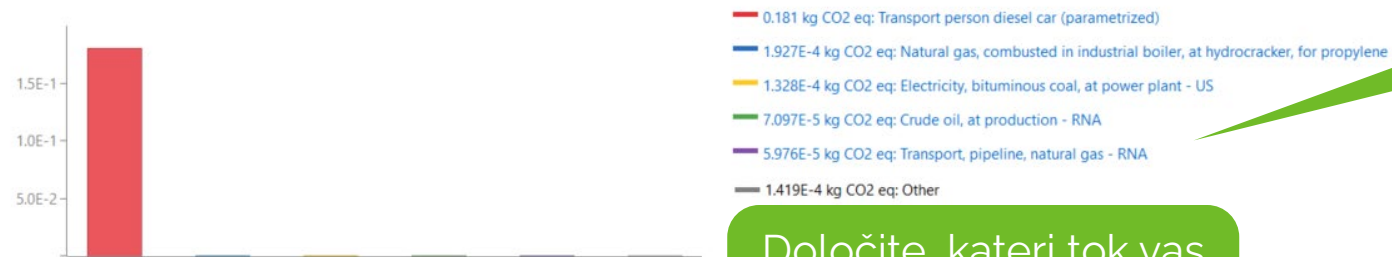 1.5E-1
1.0E-1
5.0E-2
0.181 kg CO2 eq: Transport person diesel car (parametrized)
1.927E-4 kg CO2 eq: Natural gas, combusted in industrial boiler, at hydrocracker, for propylene
1.328E-4 kg CO2 eq: Electricity, bituminous coal, at power plant - US
7.097E-5 kg CO2 eq: Crude oil, at production - RNA
5.976E-5 kg CO2 eq: Transport, pipeline, natural gas - RNA
1.419E-4 kg CO2 eq: Other
Določite, kateri tok vas